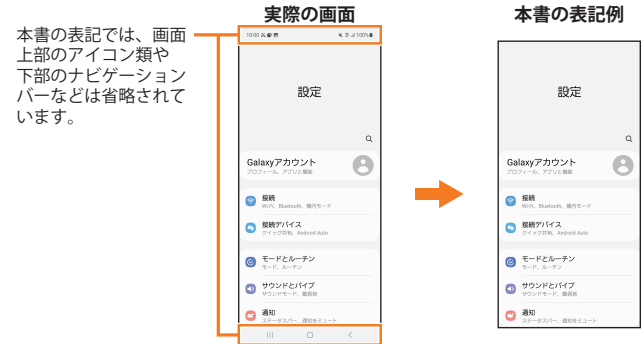 実際の画面
本書の表記例
本書の表記では、画面
上部のアイコン類や
下部のナビゲーション
バーなどは省略されて
います。
10:00
100%
設定
Galaxyアカウント
プロフィール、アプリと機能
接続
Wi-Fi、Bluetooth、機内モード
接続デバイス
クイック共有、Android Auto
モードとルーチン
モード、ルーチン
サウンドとバイブ
サウンドモード、着信音
通知
ステータスバー、通知をミュート
設定
Galaxyアカウント
プロフィール、アプリと機能
接続
Wi-Fi、Bluetooth、機内モード
接続デバイス
クイック共有、Android Auto
モードとルーチン
モード、ルーチン
サウンドとバイブ
サウンドモード、着信音
通知
ステータスバー、通知をミュート